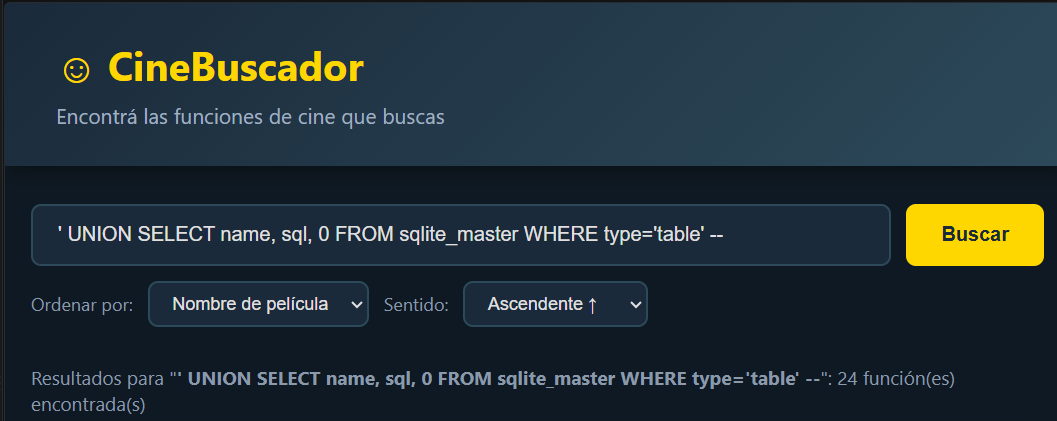 ☺ CineBuscador
Encontrá las funciones de cine que buscas
' UNION SELECT name, sql, 0 FROM sqlite_master WHERE type='table' --
Buscar
Ordenar por: Nombre de película Sentido: Ascendente ↑
Resultados para "' UNION SELECT name, sql, 0 FROM sqlite_master WHERE type='table' --": 24 función(es)
encontrada(s)